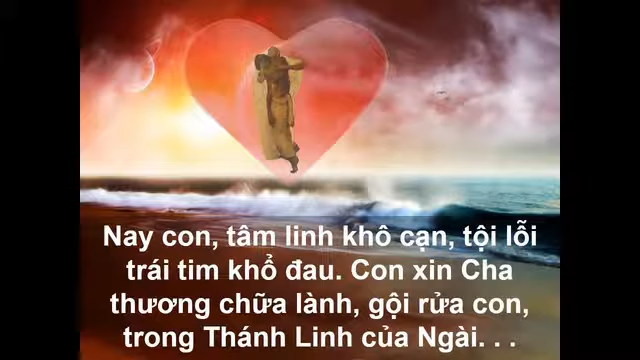 Nay con, tâm linh khô cạn, tội lỗi
trái tim khổ đau. Con xin Cha
thương chữa lành, gội rửa con,
trong Thánh Linh của Ngài. . .